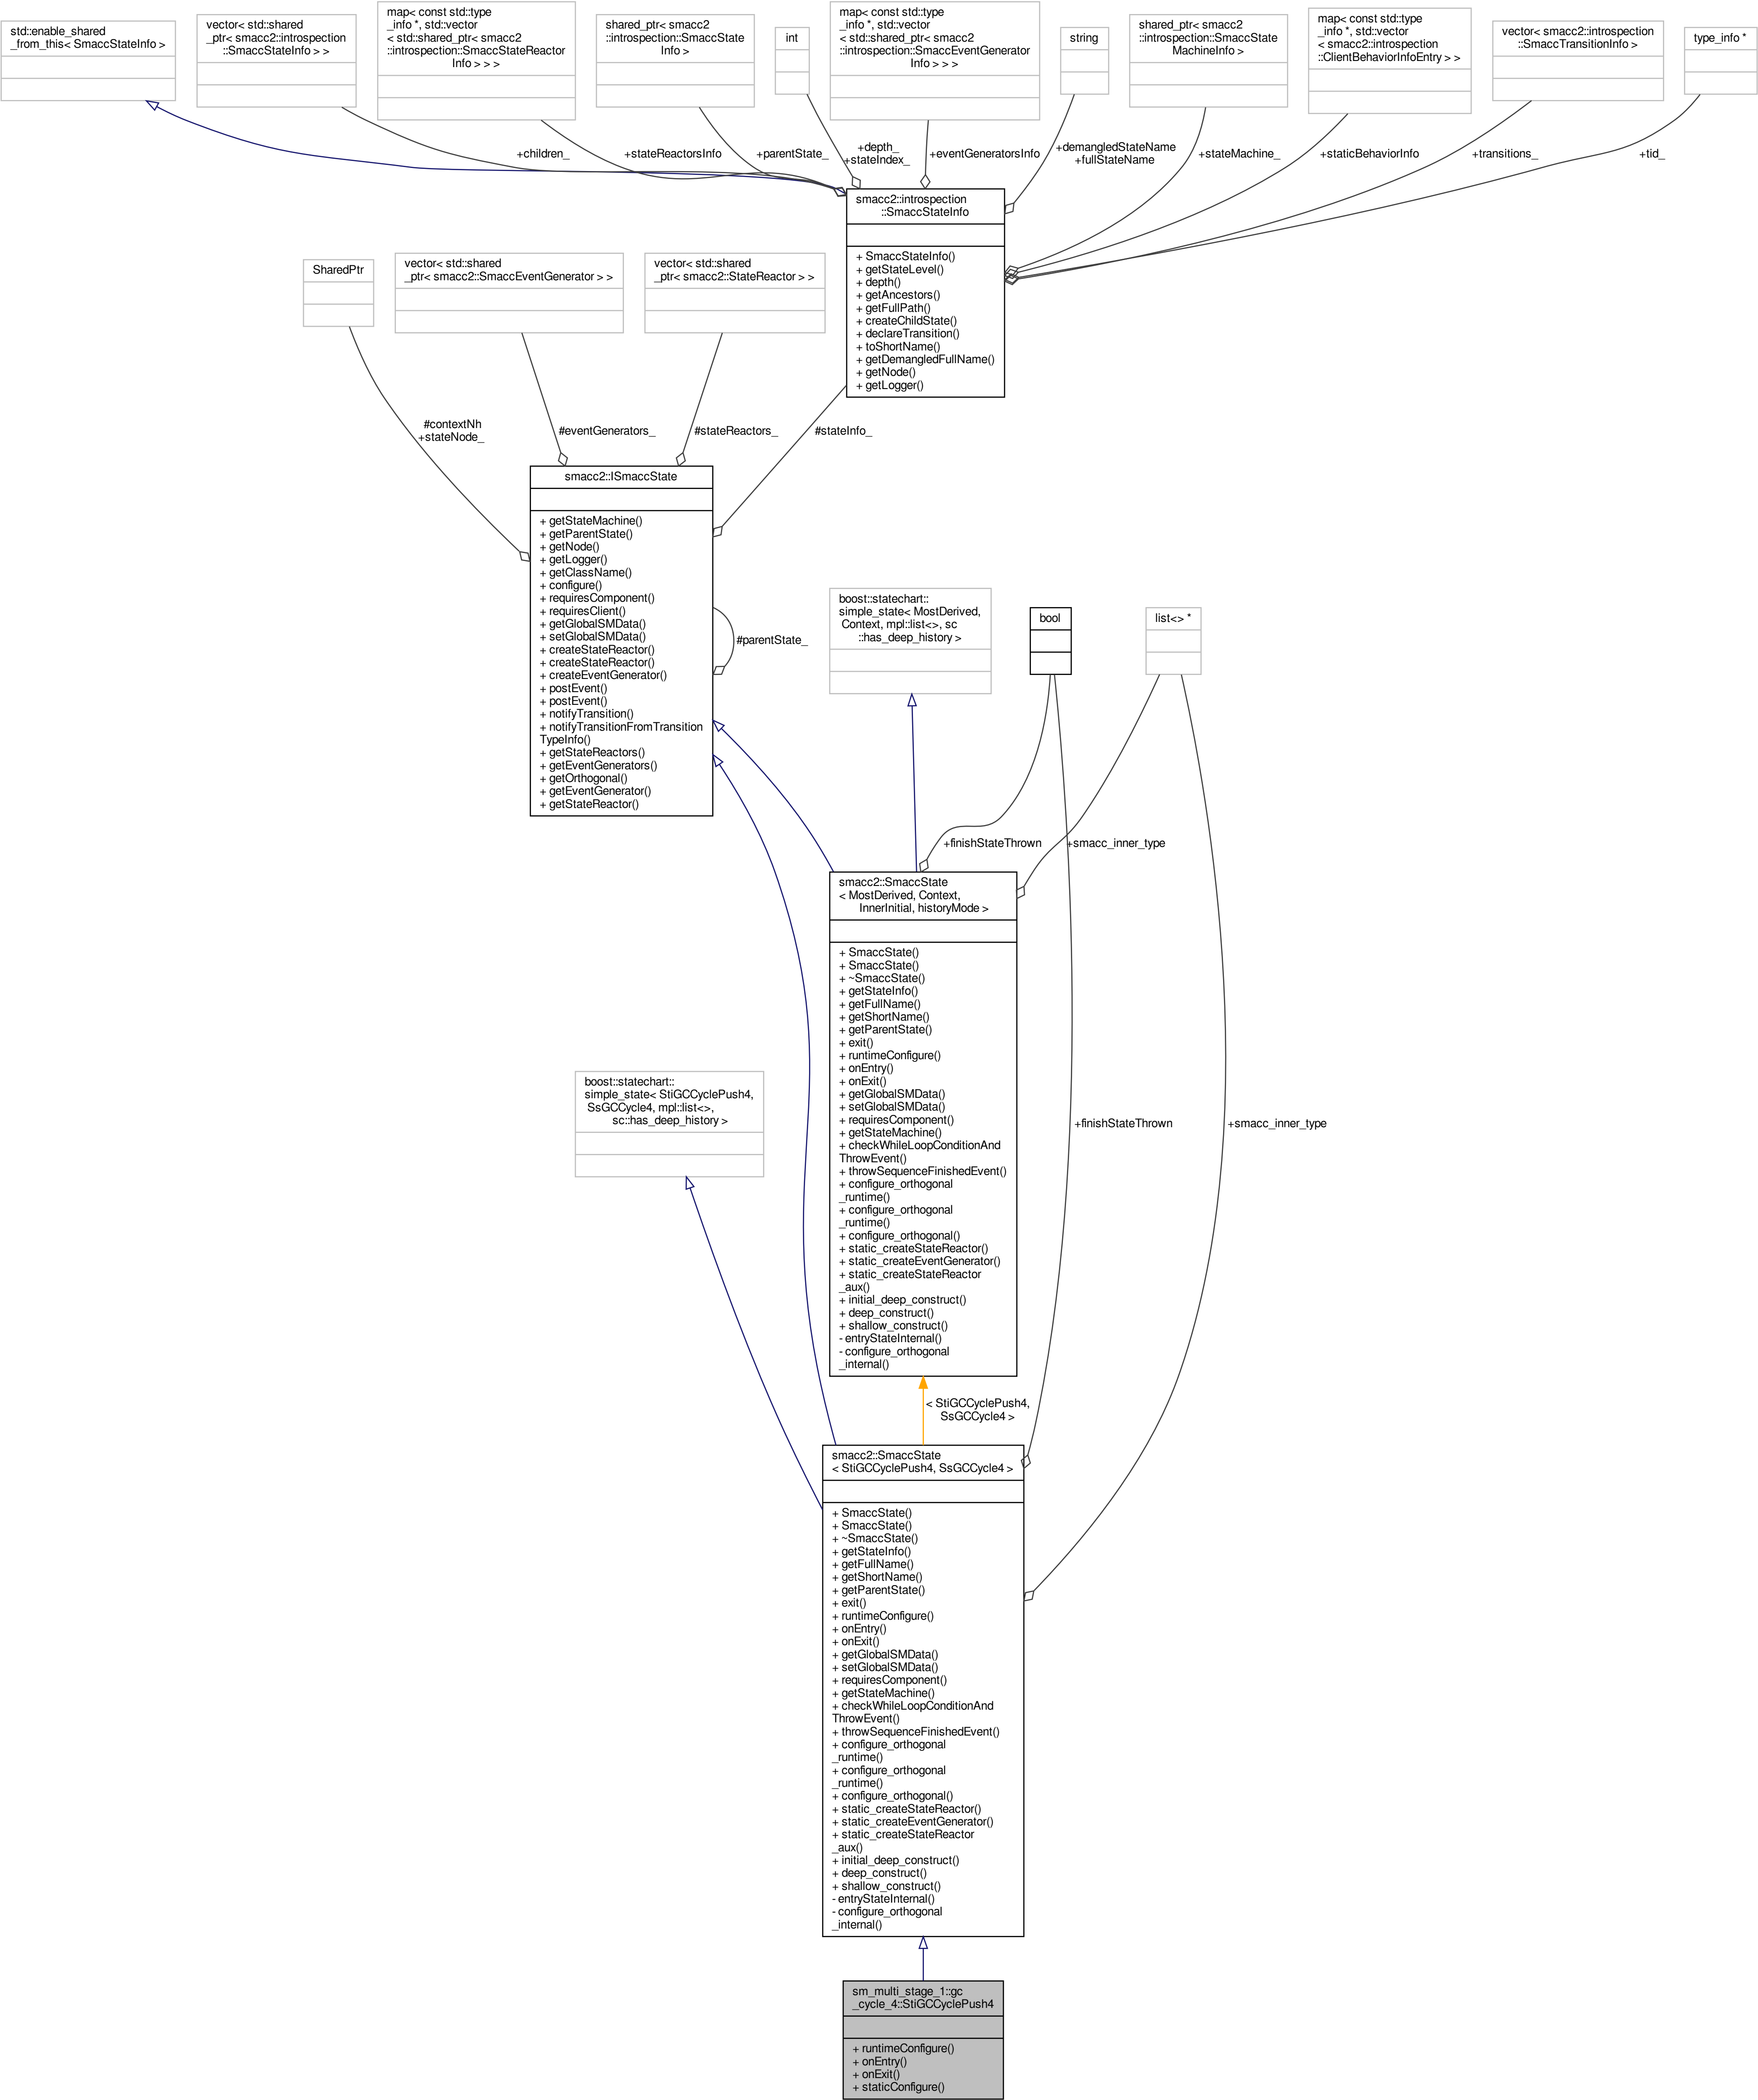 std::enable_shared
_from_this< SmaccStateInfo >
vector< std::shared
_ptr< smacc2::introspection
::SmaccStateInfo > >
map< const std::type
_info *, std::vector
< std::shared_ptr< smacc2
::introspection::SmaccStateReactor
Info > > >
shared_ptr< smacc2
::introspection::SmaccState
Info >
int
map< const std::type
_info *, std::vector
< std::shared_ptr< smacc2
::introspection::SmaccEventGenerator
Info > > >
string
shared_ptr< smacc2
::introspection::SmaccState
MachineInfo >
map< const std::type
_info *, std::vector
< smacc2::introspection
::ClientBehaviorInfoEntry > >
vector< smacc2::introspection
::SmaccTransitionInfo >
type_info *
+children_
+stateReactorsInfo
+parentState_
+depth_
+stateIndex_
+eventGeneratorsInfo
+demangledStateName
+fullStateName
+stateMachine_
+staticBehaviorInfo
+transitions_
+tid_
smacc2::introspection
::SmaccStateInfo
+ SmaccStateInfo()
+ getStateLevel()
+ depth()
+ getAncestors()
+ getFullPath()
+ createChildState()
+ declareTransition()
+ toShortName()
+ getDemangledFullName()
+ getNode()
+ getLogger()
SharedPtr
vector< std::shared
_ptr< smacc2::SmaccEventGenerator > >
vector< std::shared
_ptr< smacc2::StateReactor > >
#contextNh
+stateNode_
#eventGenerators_
#stateReactors_
#stateInfo_
smacc2::ISmaccState
+ getStateMachine()
+ getParentState()
+ getNode()
+ getLogger()
+ getClassName()
+ configure()
+ requiresComponent()
+ requiresClient()
+ getGlobalSMData()
+ setGlobalSMData()
+ createStateReactor()
+ createStateReactor()
+ createEventGenerator()
+ postEvent()
+ postEvent()
+ notifyTransition()
+ notifyTransitionFromTransition
TypeInfo()
+ getStateReactors()
+ getEventGenerators()
+ getOrthogonal()
+ getEventGenerator()
+ getStateReactor()
#parentState_
boost::statechart::
simple_state< MostDerived,
Context, mpl::list<>, sc
::has_deep_history >
bool
list<> *
+finishStateThrown
+smacc_inner_type
smacc2::SmaccState
< MostDerived, Context,
InnerInitial, historyMode >
+ SmaccState()
+ SmaccState()
+ ~SmaccState()
+ getStateInfo()
+ getFullName()
+ getShortName()
+ getParentState()
+ exit()
+ runtimeConfigure()
+ onEntry()
+ onExit()
+ getGlobalSMData()
+ setGlobalSMData()
+ requiresComponent()
+ getStateMachine()
+ checkWhileLoopConditionAnd
ThrowEvent()
+ throwSequenceFinishedEvent()
+ configure_orthogonal
_runtime()
+ configure_orthogonal
_runtime()
+ configure_orthogonal()
+ static_createStateReactor()
+ static_createEventGenerator()
+ static_createStateReactor
_aux()
+ initial_deep_construct()
+ deep_construct()
+ shallow_construct()
- entryStateInternal()
- configure_orthogonal
_internal()
boost::statechart::
simple_state< StiGCCyclePush4,
SsGCCycle4, mpl::list<>,
sc::has_deep_history >
+finishStateThrown
+smacc_inner_type
< StiGCCyclePush4,
SsGCCycle4 >
smacc2::SmaccState
< StiGCCyclePush4, SsGCCycle4 >
+ SmaccState()
+ SmaccState()
+ ~SmaccState()
+ getStateInfo()
+ getFullName()
+ getShortName()
+ getParentState()
+ exit()
+ runtimeConfigure()
+ onEntry()
+ onExit()
+ getGlobalSMData()
+ setGlobalSMData()
+ requiresComponent()
+ getStateMachine()
+ checkWhileLoopConditionAnd
ThrowEvent()
+ throwSequenceFinishedEvent()
+ configure_orthogonal
_runtime()
+ configure_orthogonal
_runtime()
+ configure_orthogonal()
+ static_createStateReactor()
+ static_createEventGenerator()
+ static_createStateReactor
_aux()
+ initial_deep_construct()
+ deep_construct()
+ shallow_construct()
- entryStateInternal()
- configure_orthogonal
_internal()
sm_multi_stage_1::gc
_cycle_4::StiGCCyclePush4
+ runtimeConfigure()
+ onEntry()
+ onExit()
+ staticConfigure()